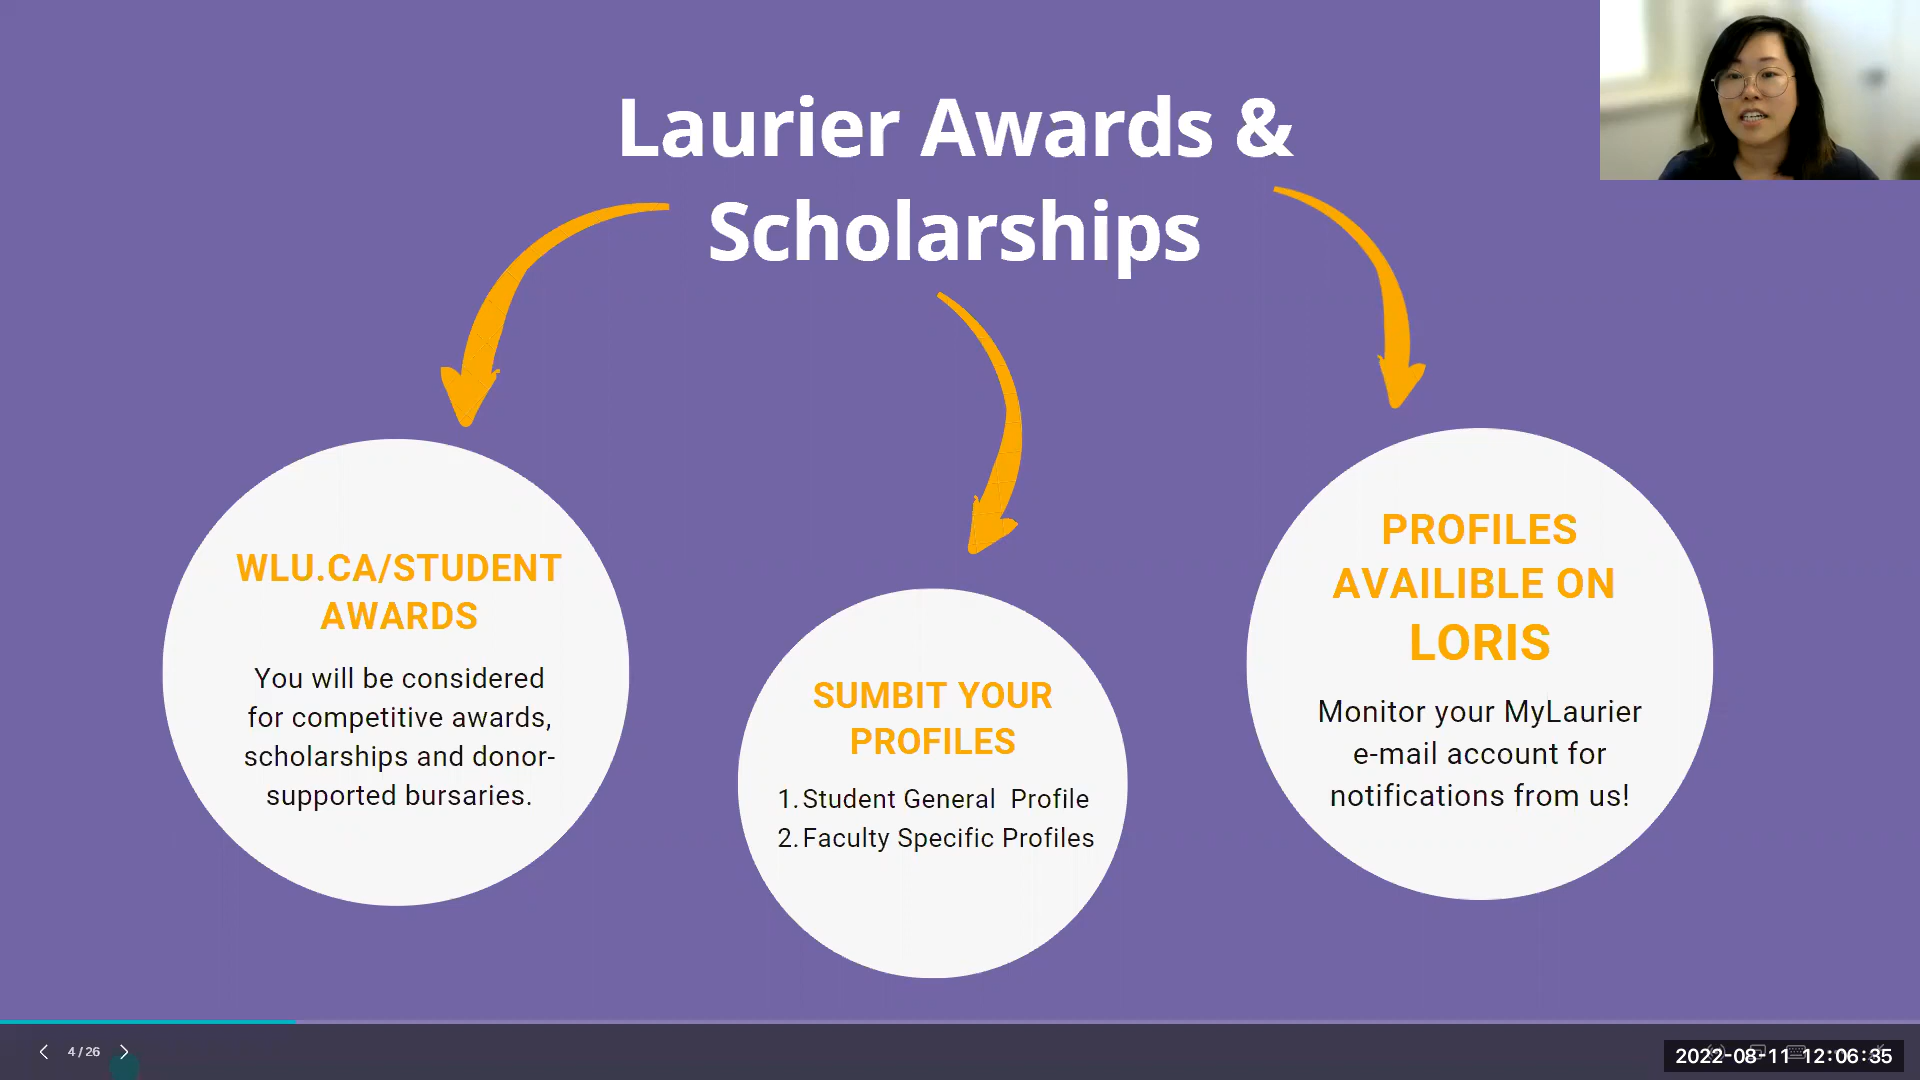 Laurier Awards &
Scholarships
WLU.CA/STUDENT
AWARDS
You will be considered
for competitive awards,
scholarships and donor-
supported bursaries.
SUMBIT YOUR
PROFILES
1. Student General Profile
2. Faculty Specific Profiles
PROFILES
AVAILIBLE ON
LORIS
Monitor your MyLaurier
e-mail account for
notifications from us!
4 / 26
2022-08-11 12:06:35